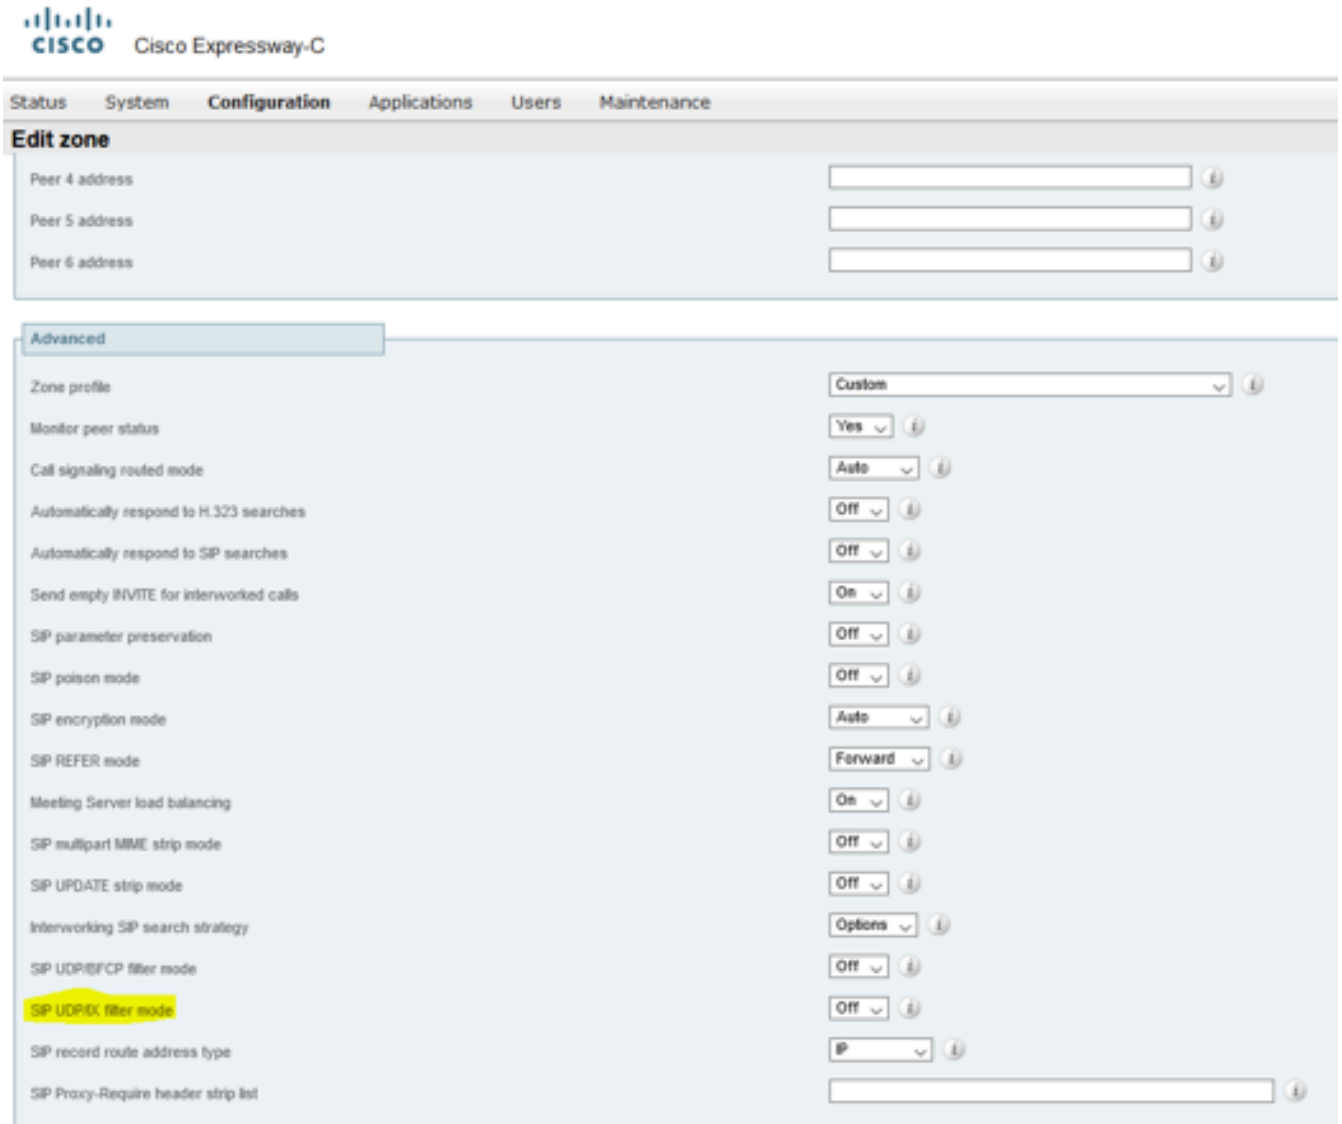 CISCO Cisco Expressway-C
Status System Configuration Applications Users Maintenance
Edit zone
Peer 4 address
Peer 5 address
Peer 6 address
Advanced
Zone profile Custom
Monitor peer status Yes
Call signaling routed mode Auto
Automatically respond to H.323 searches Off
Automatically respond to SIP searches Off
Send empty INVITE for interworked calls On
SIP parameter preservation Off
SIP poison mode Off
SIP encryption mode Auto
SIP REFER mode Forward
Meeting Server load balancing On
SIP multipart MIME strip mode Off
SIP UPDATE strip mode Off
Interworking SIP search strategy Options
SIP UDP/BFCP filter mode Off
SIP UDP/IX filter mode Off
SIP record route address type IP
SIP Proxy-Require header strip list